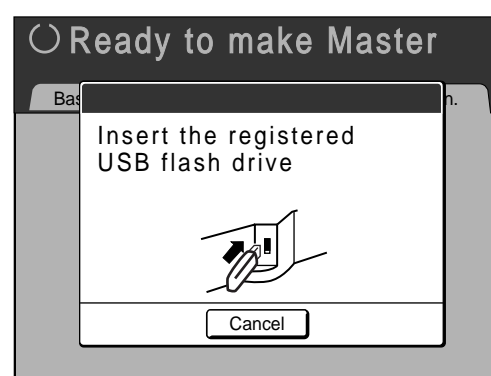 Ready to make Master
Bas
n.
Insert the registered
USB flash drive
Cancel